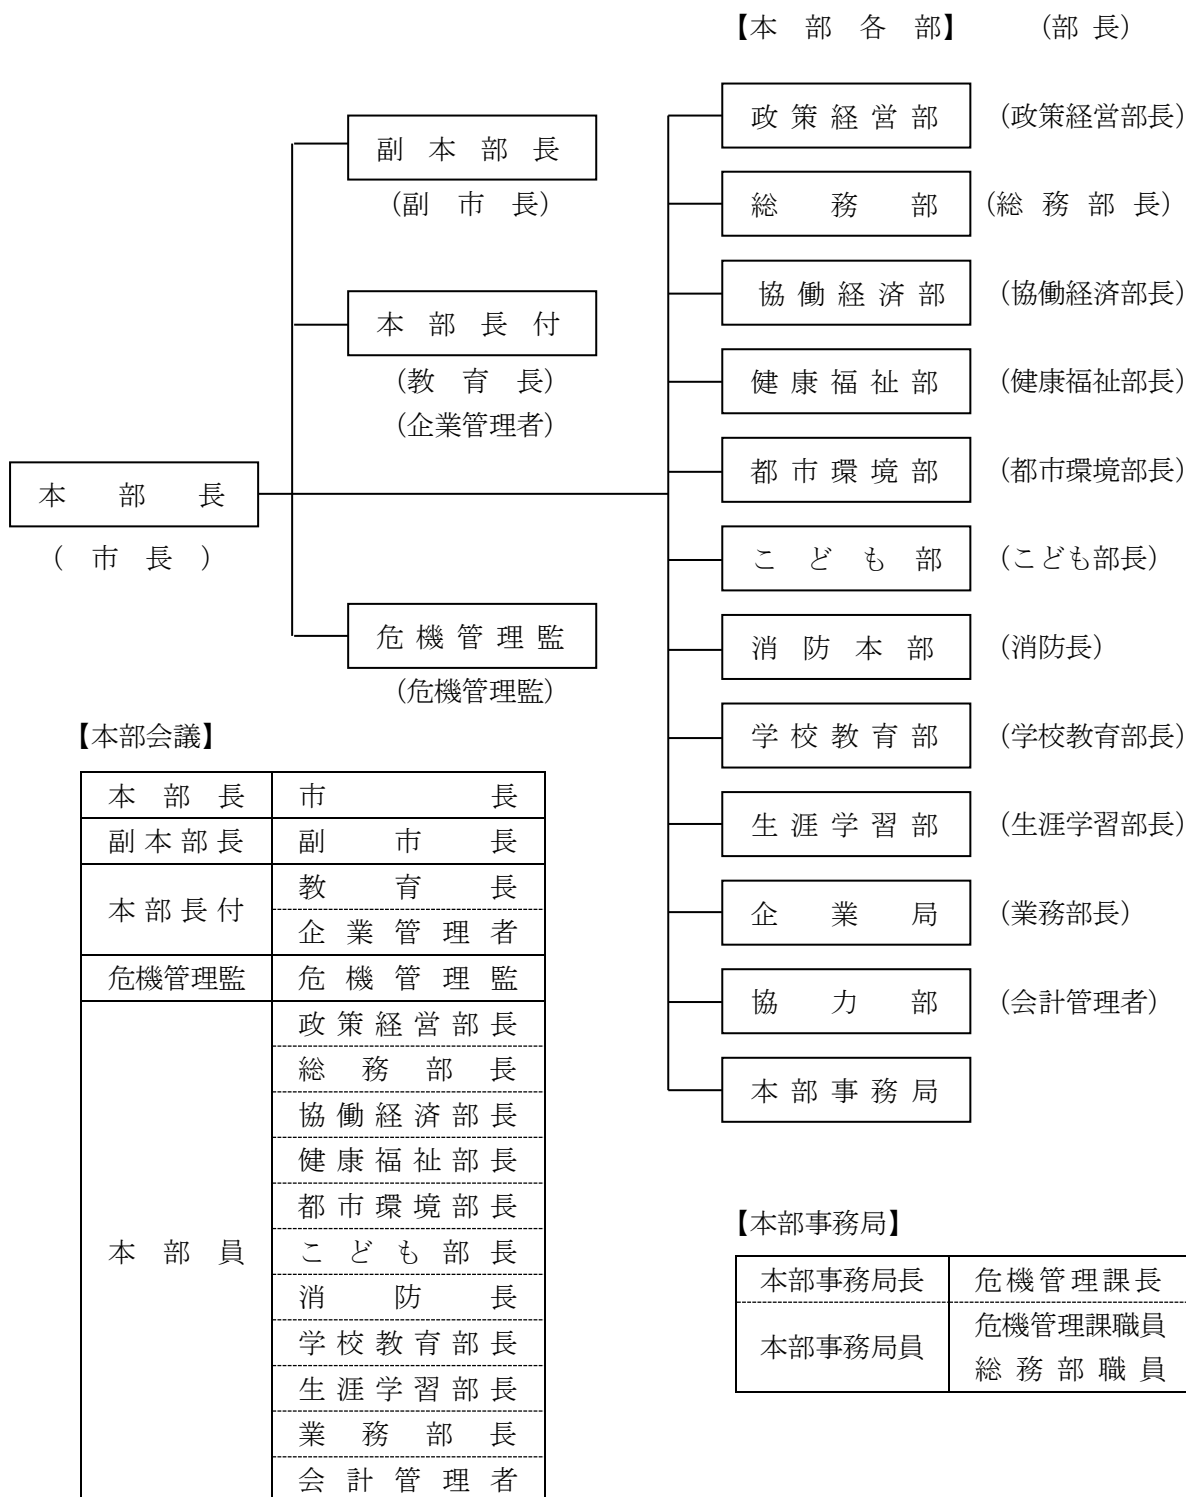 【本部各部】 (部長)
政策経営部 (政策経営部長)
総務部 (総務部長)
協働経済部 (協働経済部長)
健康福祉部 (健康福祉部長)
都市環境部 (都市環境部長)
こども部 (こども部長)
消防本部 (消防長)
学校教育部 (学校教育部長)
生涯学習部 (生涯学習部長)
企業局 (業務部長)
協力部 (会計管理者)
本部事務局
副本部長
(副市長)
本部長付
(教育長)
(企業管理者)
本部長
(市長)
危機管理監
(危機管理監)
【本部会議】
本部長 市長
副本部長 副市長
本部長付 教育長
企業管理者
危機管理監 危機管理監
本部員 政策経営部長
総務部長
協働経済部長
健康福祉部長
都市環境部長
こども部長
消防長
学校教育部長
生涯学習部長
業務部長
会計管理者
【本部事務局】
本部事務局長 危機管理課長
本部事務局員 危機管理課職員
総務部職員